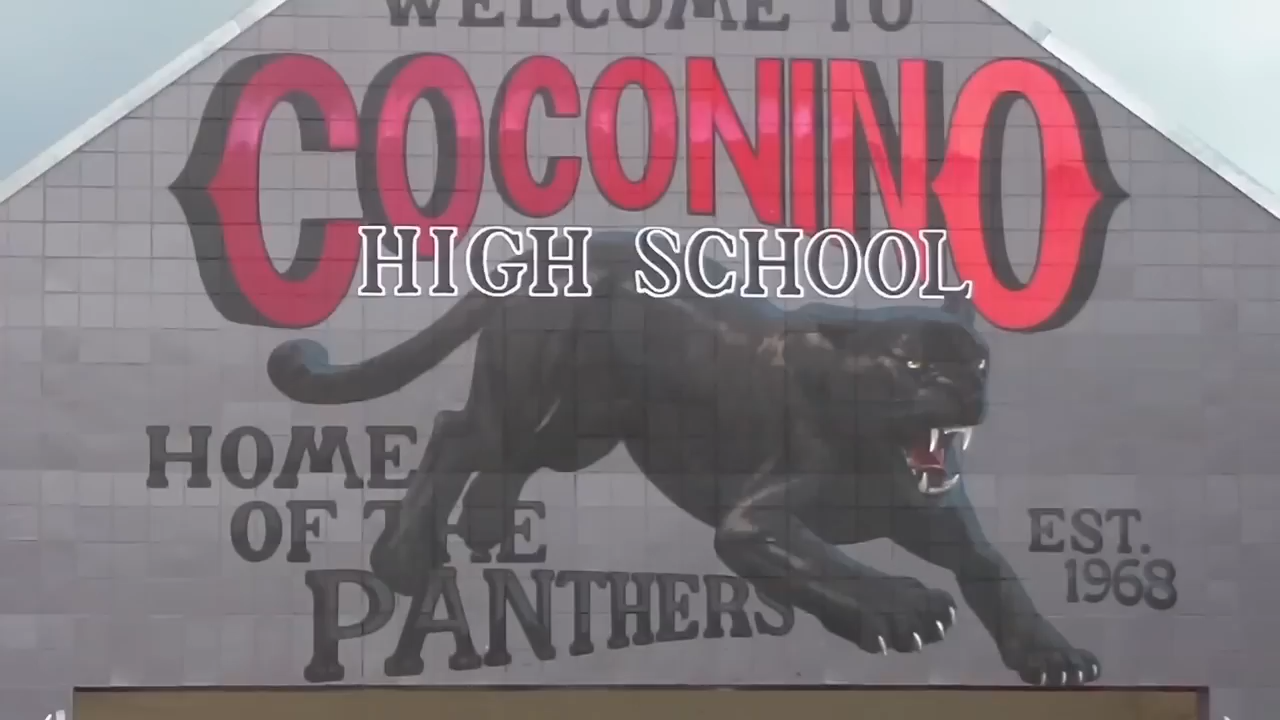 WELCOME TO
COCONINO
HIGH SCHOOL
HOME
OF THE
PANTHERS
EST.
1968